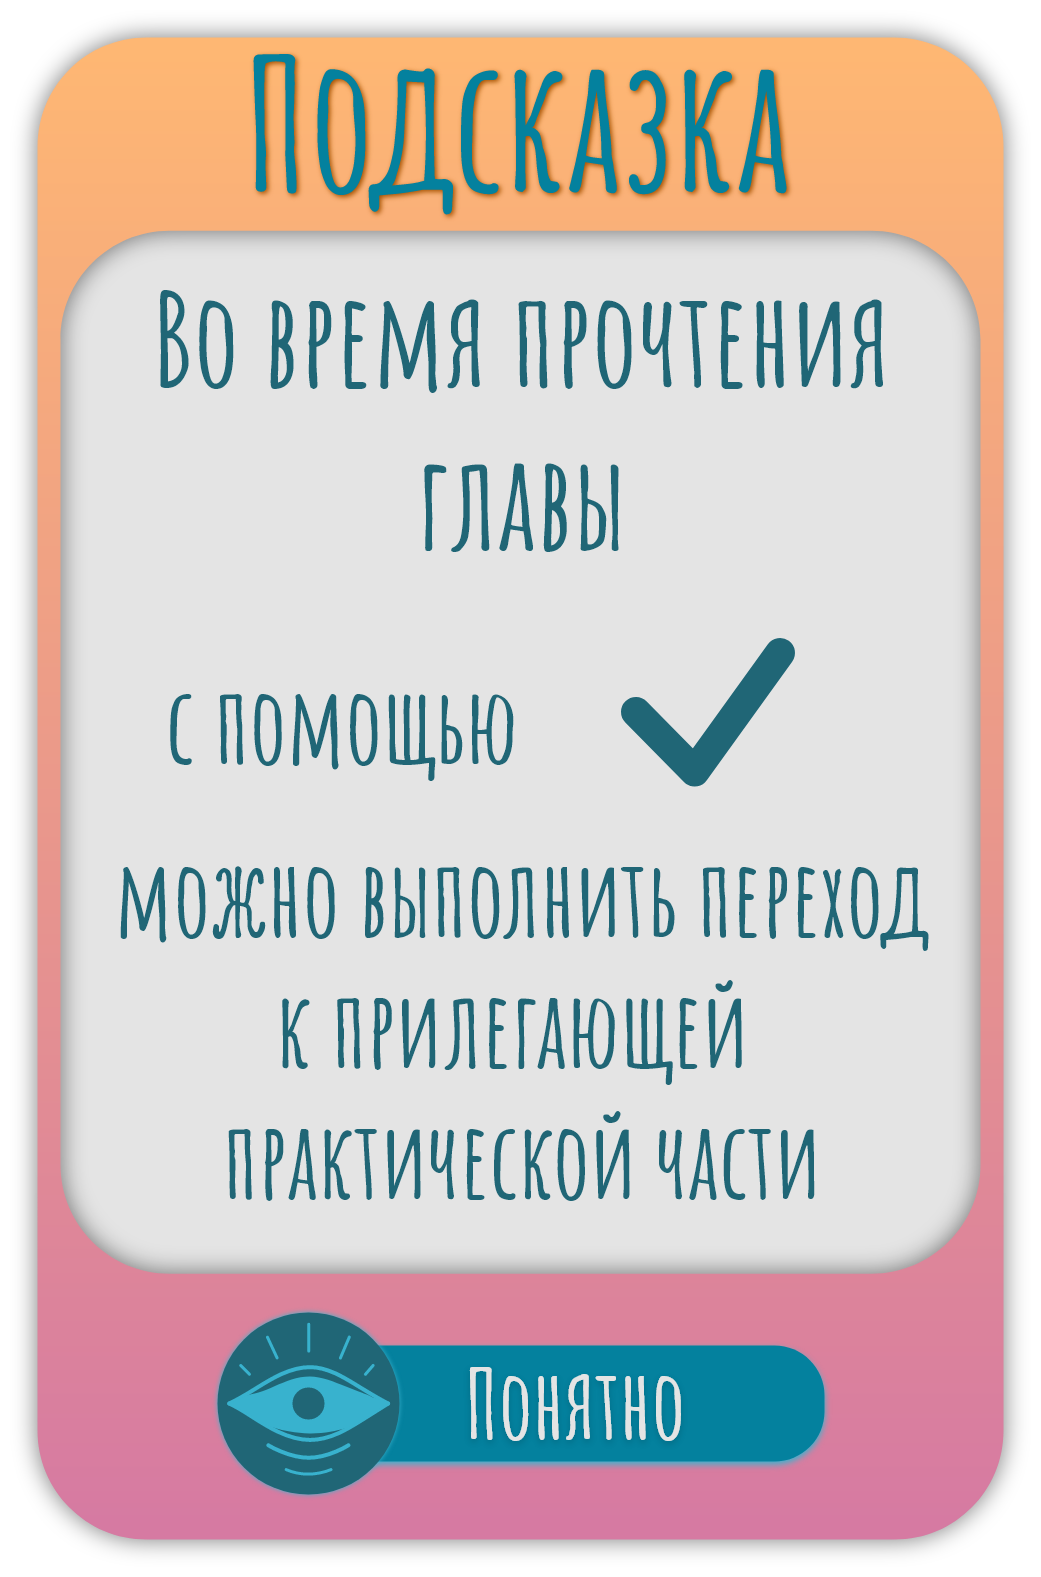 Подсказка
Во время прочтения
главы
с помощью
можно выполнить переход
к прилегающей
практической части
Понятно